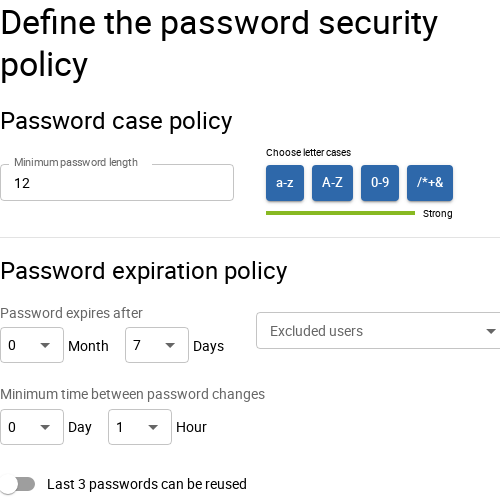 Define the password security
policy
Password case policy
Minimum password length
12
Choose letter cases
a-z A-Z 0-9 /*+&
Strong
Password expiration policy
Password expires after
0 Month 7 Days
Excluded users
Minimum time between password changes
0 Day 1 Hour
Last 3 passwords can be reused